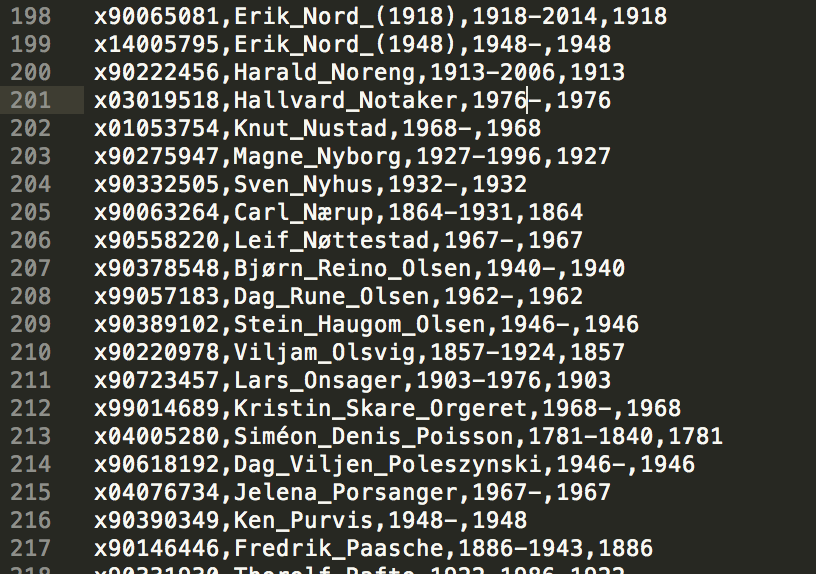 198 x90065081,Erik_Nord_(1918),1918-2014,1918
199 x14005795,Erik_Nord_(1948),1948-,1948
200 x90222456,Harald_Noreng,1913-2006,1913
201 x03019518,Hallvard_Notaker,1976-,1976
202 x01053754,Knut_Nustad,1968-,1968
203 x90275947,Magne_Nyborg,1927-1996,1927
204 x90332505,Sven_Nyhus,1932-,1932
205 x90063264,Carl_Nærup,1864-1931,1864
206 x90558220,Leif_Nøttestad,1967-,1967
207 x90378548,Bjørn_Reino_Olsen,1940-,1940
208 x99057183,Dag_Rune_Olsen,1962-,1962
209 x90389102,Stein_Haugom_Olsen,1946-,1946
210 x90220978,Viljam_Olsvig,1857-1924,1857
211 x90723457,Lars_Onsager,1903-1976,1903
212 x99014689,Kristin_Skare_Orgeret,1968-,1968
213 x04005280,Siméon_Denis_Poisson,1781-1840,1781
214 x90618192,Dag_Viljen_Poleszynski,1946-,1946
215 x04076734,Jelena_Porsanger,1967-,1967
216 x90390349,Ken_Purvis,1948-,1948
217 x90146446,Fredrik_Paasche,1886-1943,1886